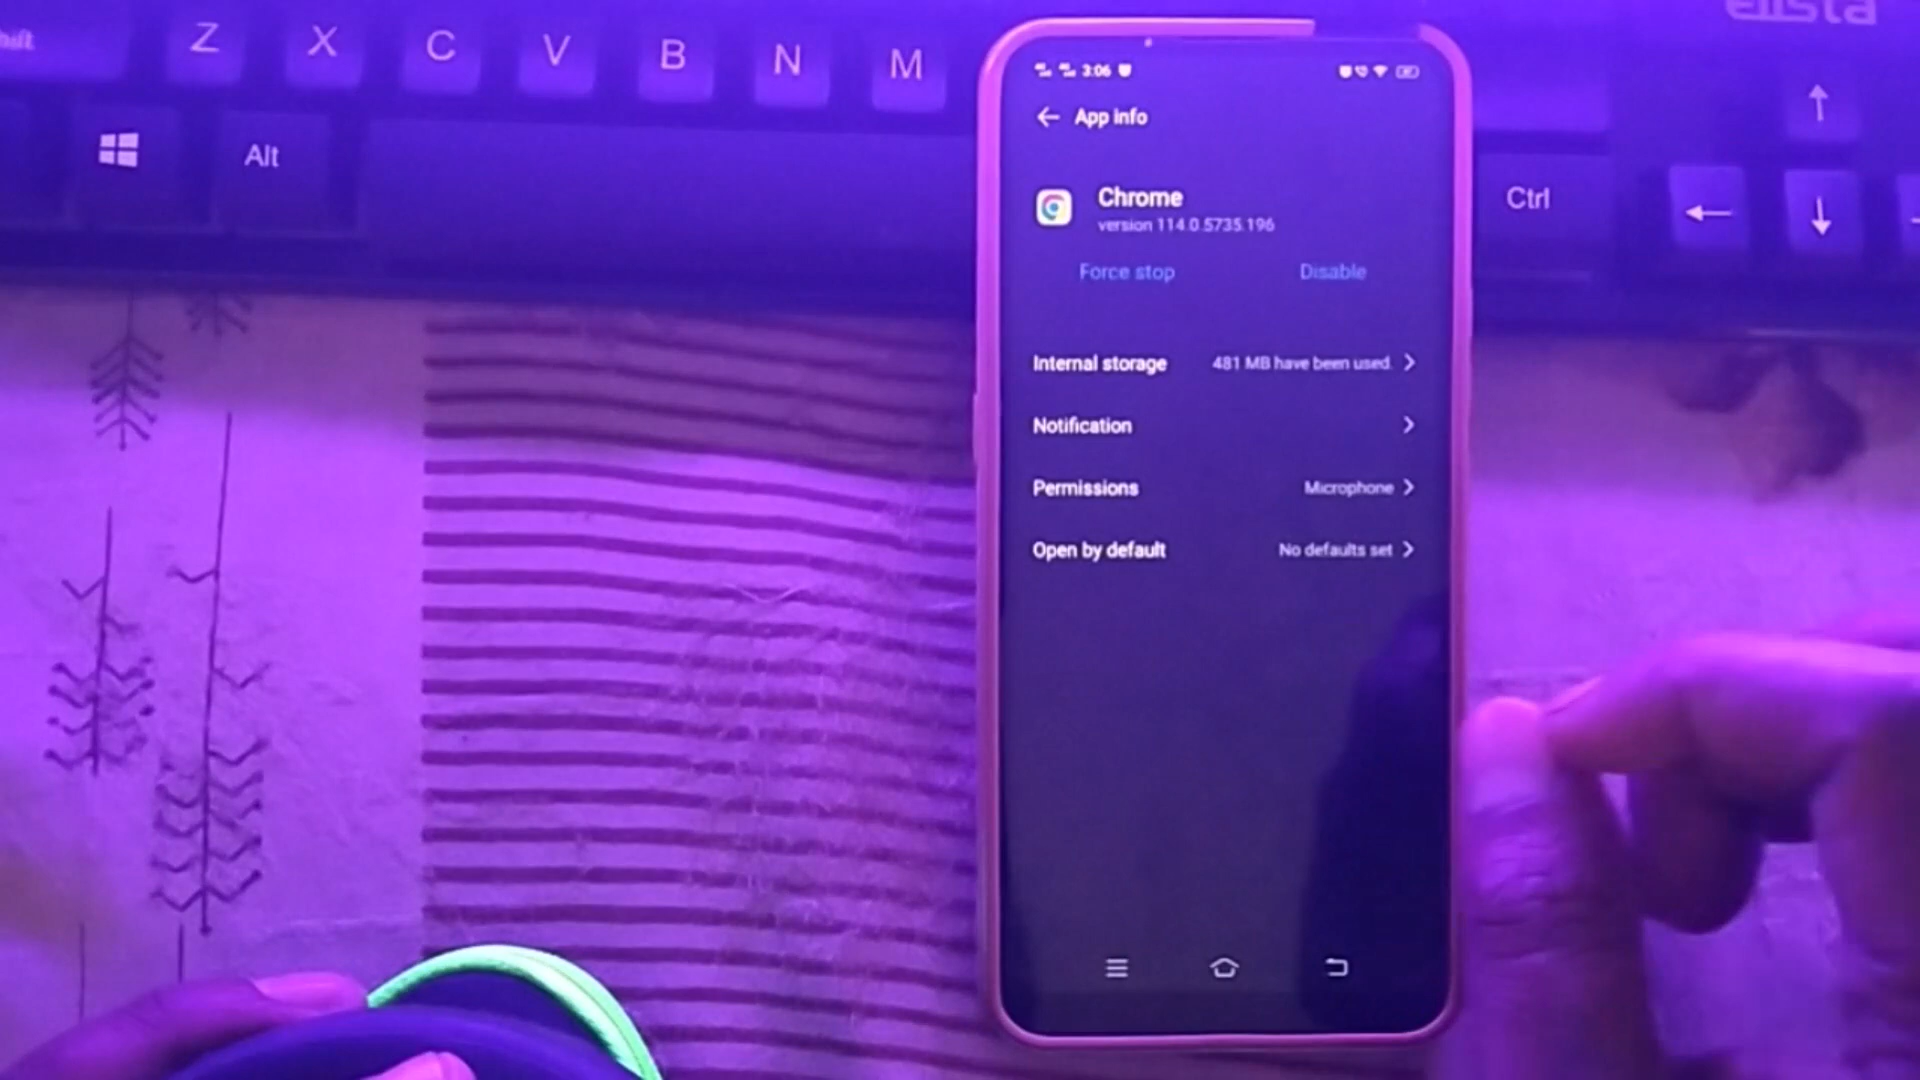 Z X C V B N M
Alt
Ctrl
3:06
App info
Chrome
version 114.0.5735.196
Force stop Disable
Internal storage 481 MB have been used.
Notification
Permissions Microphone
Open by default No defaults set